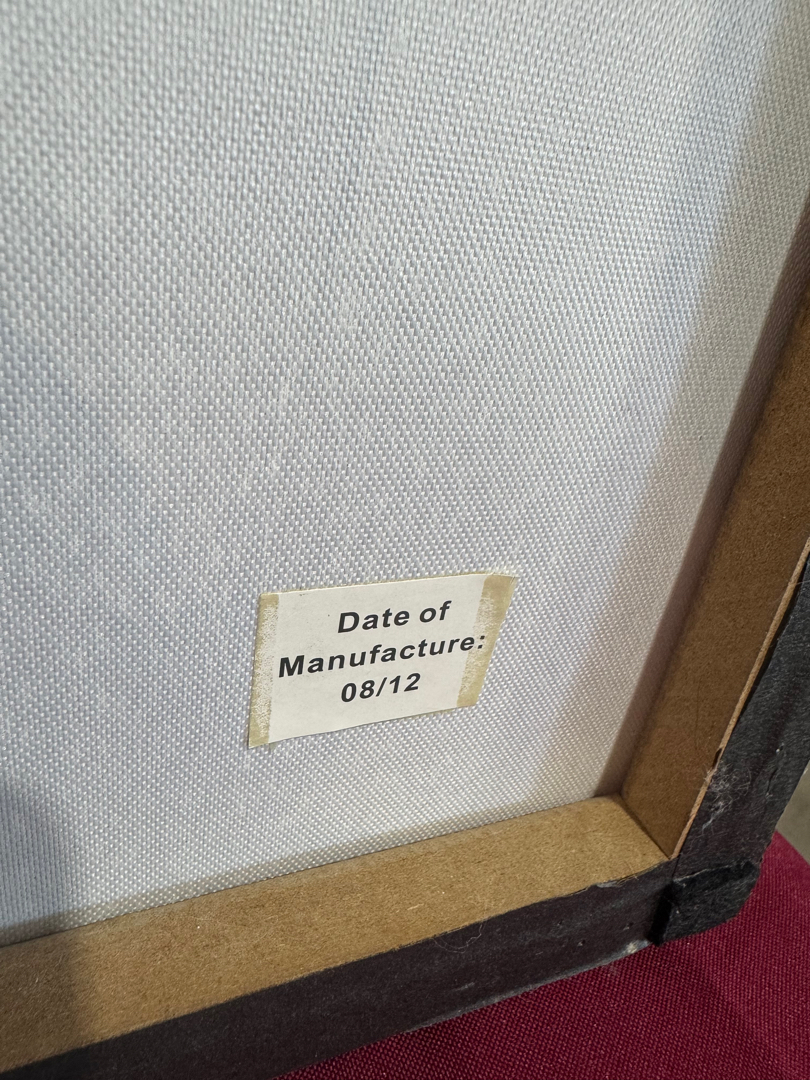 Date of
Manufacture:
08/12